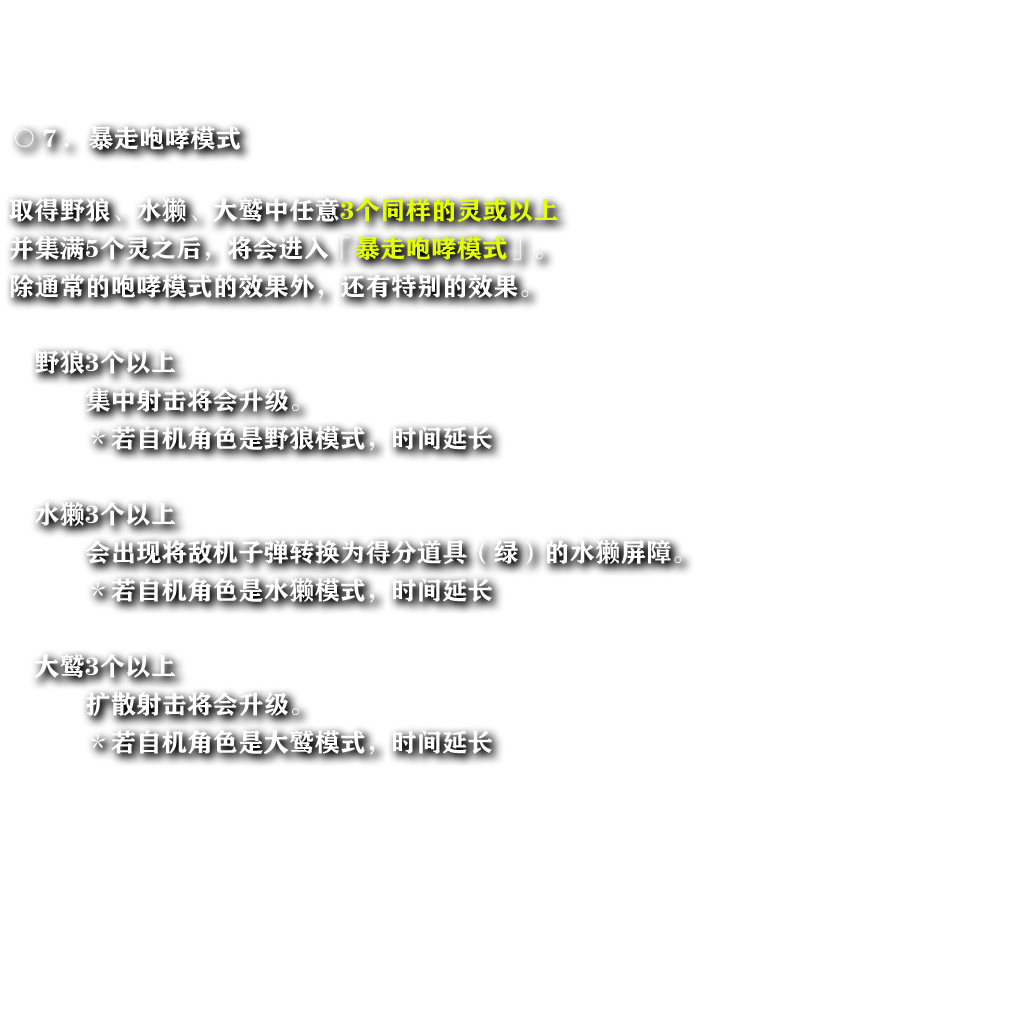 ○７．暴走咆哮模式
取得野狼、水獭、大鹫中任意3个同样的灵或以上
并集满5个灵之后，将会进入「暴走咆哮模式」。
除通常的咆哮模式的效果外，还有特别的效果。
野狼3个以上
集中射击将会升级。
＊若自机角色是野狼模式，时间延长
水獭3个以上
会出现将敌机子弹转换为得分道具（绿）的水獭屏障。
＊若自机角色是水獭模式，时间延长
大鹫3个以上
扩散射击将会升级。
＊若自机角色是大鹫模式，时间延长